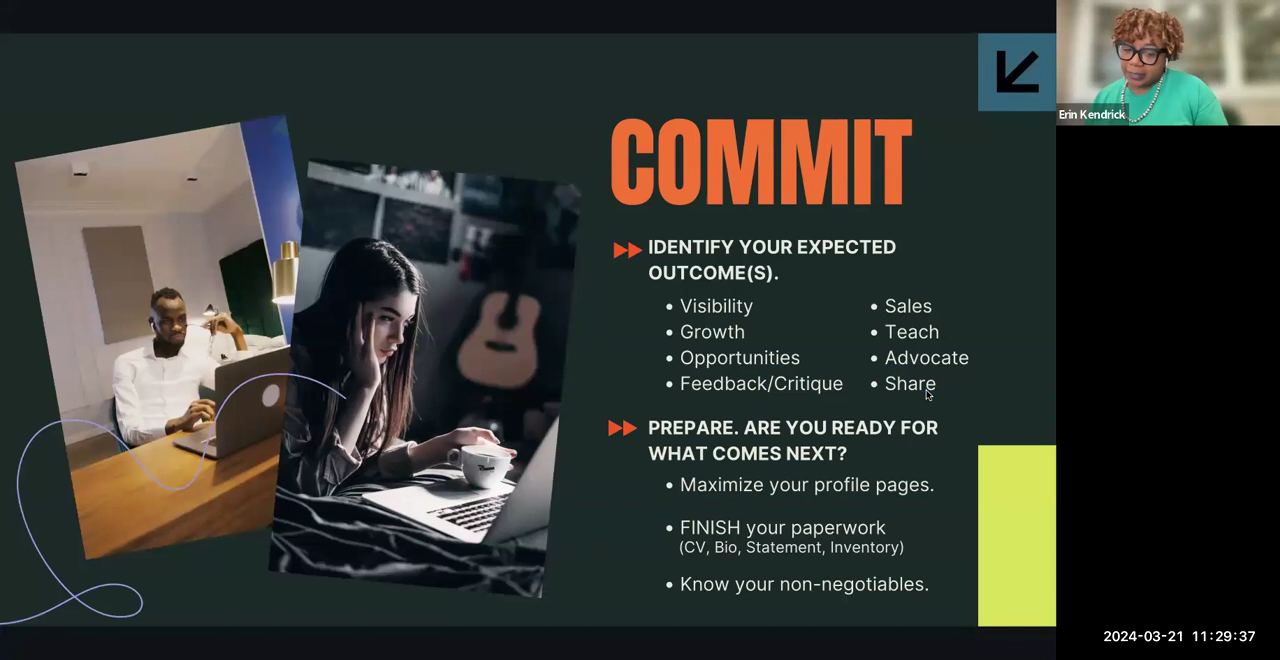 Erin Kendrick
COMMIT
IDENTIFY YOUR EXPECTED
OUTCOME(S).
• Visibility
• Growth
• Opportunities
• Feedback/Critique
• Sales
• Teach
• Advocate
• Share
PREPARE. ARE YOU READY FOR
WHAT COMES NEXT?
• Maximize your profile pages.
• FINISH your paperwork
(CV, Bio, Statement, Inventory)
• Know your non-negotiables.
2024-03-21 11:29:37